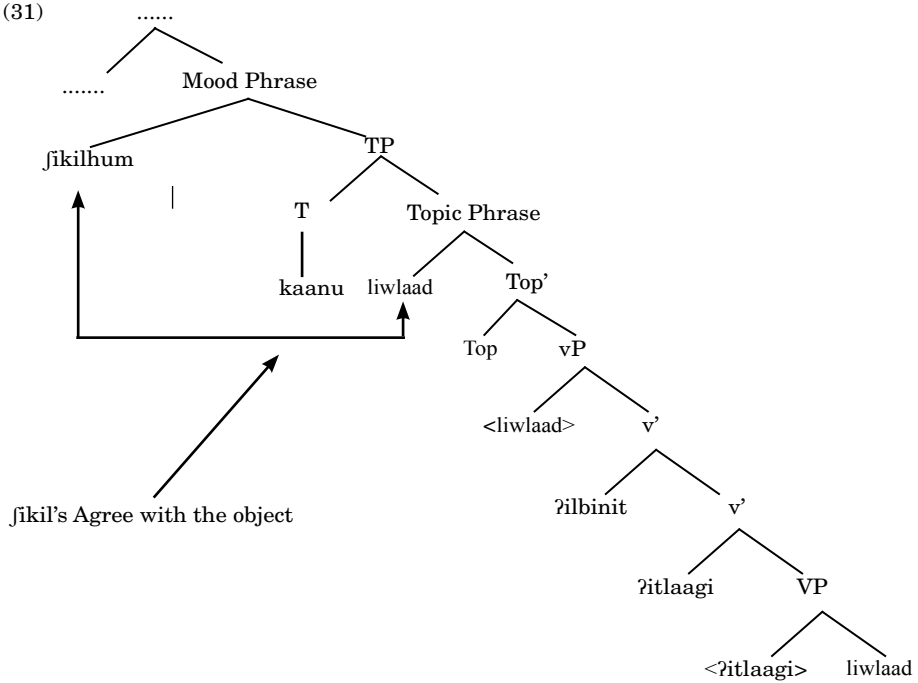 (31)
......
.......
Mood Phrase
ʃikilhum
TP
|
T
Topic Phrase
kaanu
liwlaad
Top’
Top
vP
<liwlaad>
v’
ʔilbinit
v’
ʃikil’s Agree with the object
ʔitlaagi
VP
<ʔitlaagi>
liwlaad